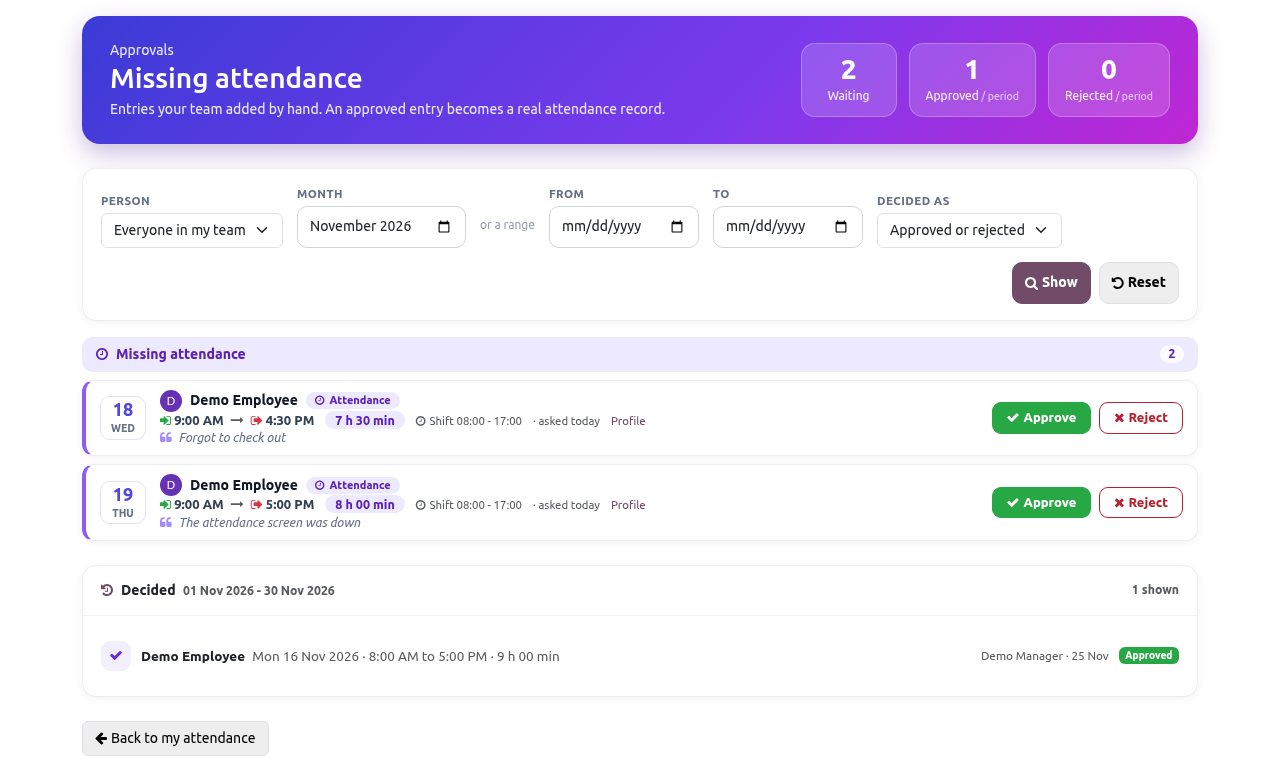 Approvals
Missing attendance
Entries your team added by hand. An approved entry becomes a real attendance record.
2
Waiting
1
Approved / period
0
Rejected / period
PERSON
Everyone in my team
MONTH
November 2026
or a range
FROM
mm/dd/yyyy
TO
mm/dd/yyyy
DECIDED AS
Approved or rejected
Show
Reset
Missing attendance
2
18
WED
Demo Employee
Attendance
9:00 AM → 4:30 PM 7 h 30 min Shift 08:00 - 17:00 · asked today Profile
Forgot to check out
Approve
Reject
19
THU
Demo Employee
Attendance
9:00 AM → 5:00 PM 8 h 00 min Shift 08:00 - 17:00 · asked today Profile
The attendance screen was down
Approve
Reject
Decided 01 Nov 2026 - 30 Nov 2026
1 shown
D
D
Demo Employee Mon 16 Nov 2026 · 8:00 AM to 5:00 PM · 9 h 00 min
Demo Manager · 25 Nov Approved
Back to my attendance